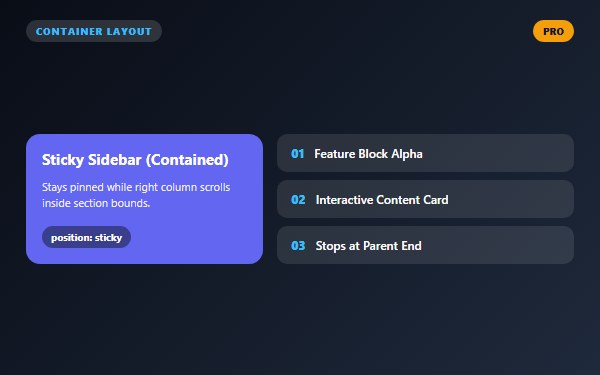 CONTAINER LAYOUT
PRO
Sticky Sidebar (Contained)
Stays pinned while right column scrolls
inside section bounds.
position: sticky
01 Feature Block Alpha
02 Interactive Content Card
03 Stops at Parent End